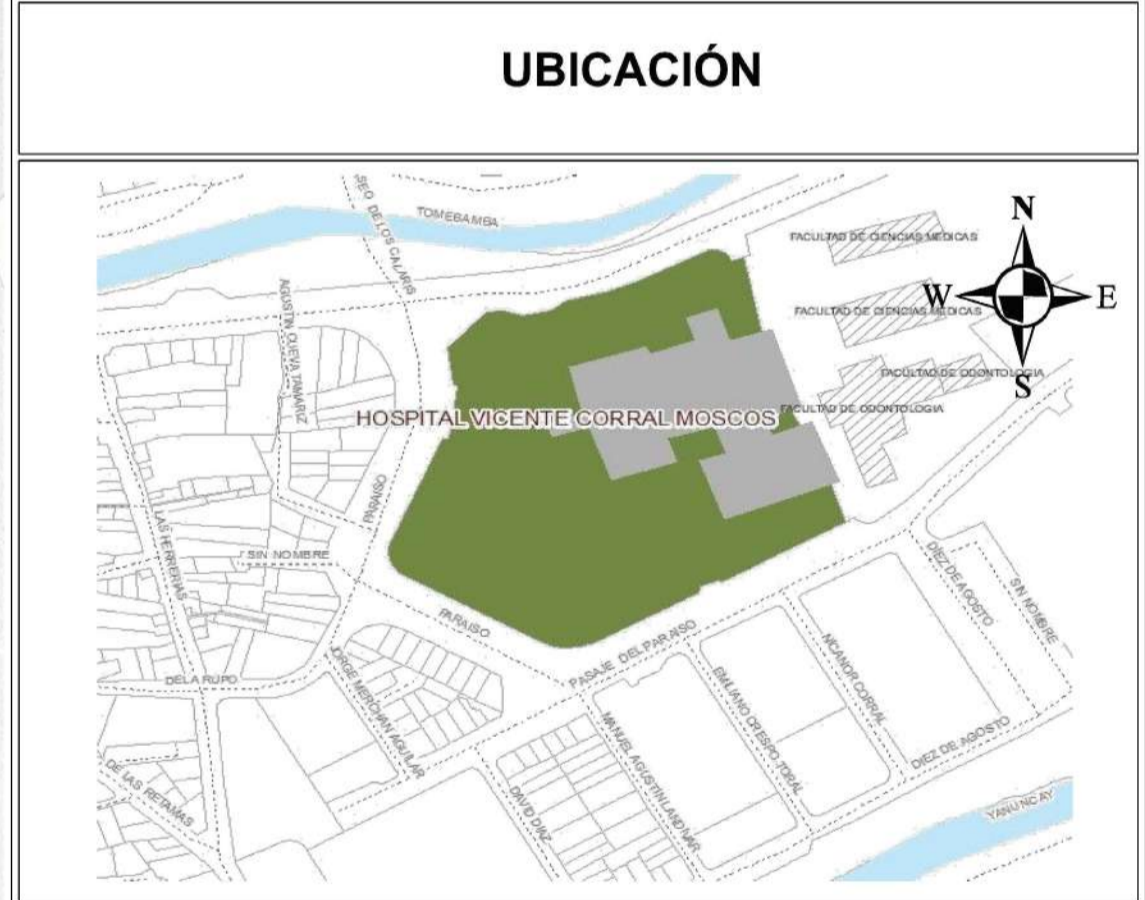 UBICACIÓN
SEO DE LOS CAÑARIS
TOMEBAMBA
N
W
E
S
FACULTAD DE CIENCIAS MEDICAS
FACULTAD DE CIENCIAS MEDICAS
FACULTAD DE ODONTOLOGIA
FACULTAD DE ODONTOLOGIA
AGUSTIN CUEVA TAMARIZ
HOSPITAL VICENTE CORRAL MOSCOS
PARAISO
LAS HERRERIAS
SIN NOMBRE
PARAISO
PASAJE DEL PARAISO
DIEZ DE AGOSTO
SIN NOMBRE
DE LA RUPO
JORGE MERCHAN AGUILAR
NICANOR CORRAL
EMILIANO CRESPO TORAL
MANUEL AGUSTIN LANDIVAR
DIEZ DE AGOSTO
DE LAS RETAMAS
DAVID DIAZ
YANUNCAY